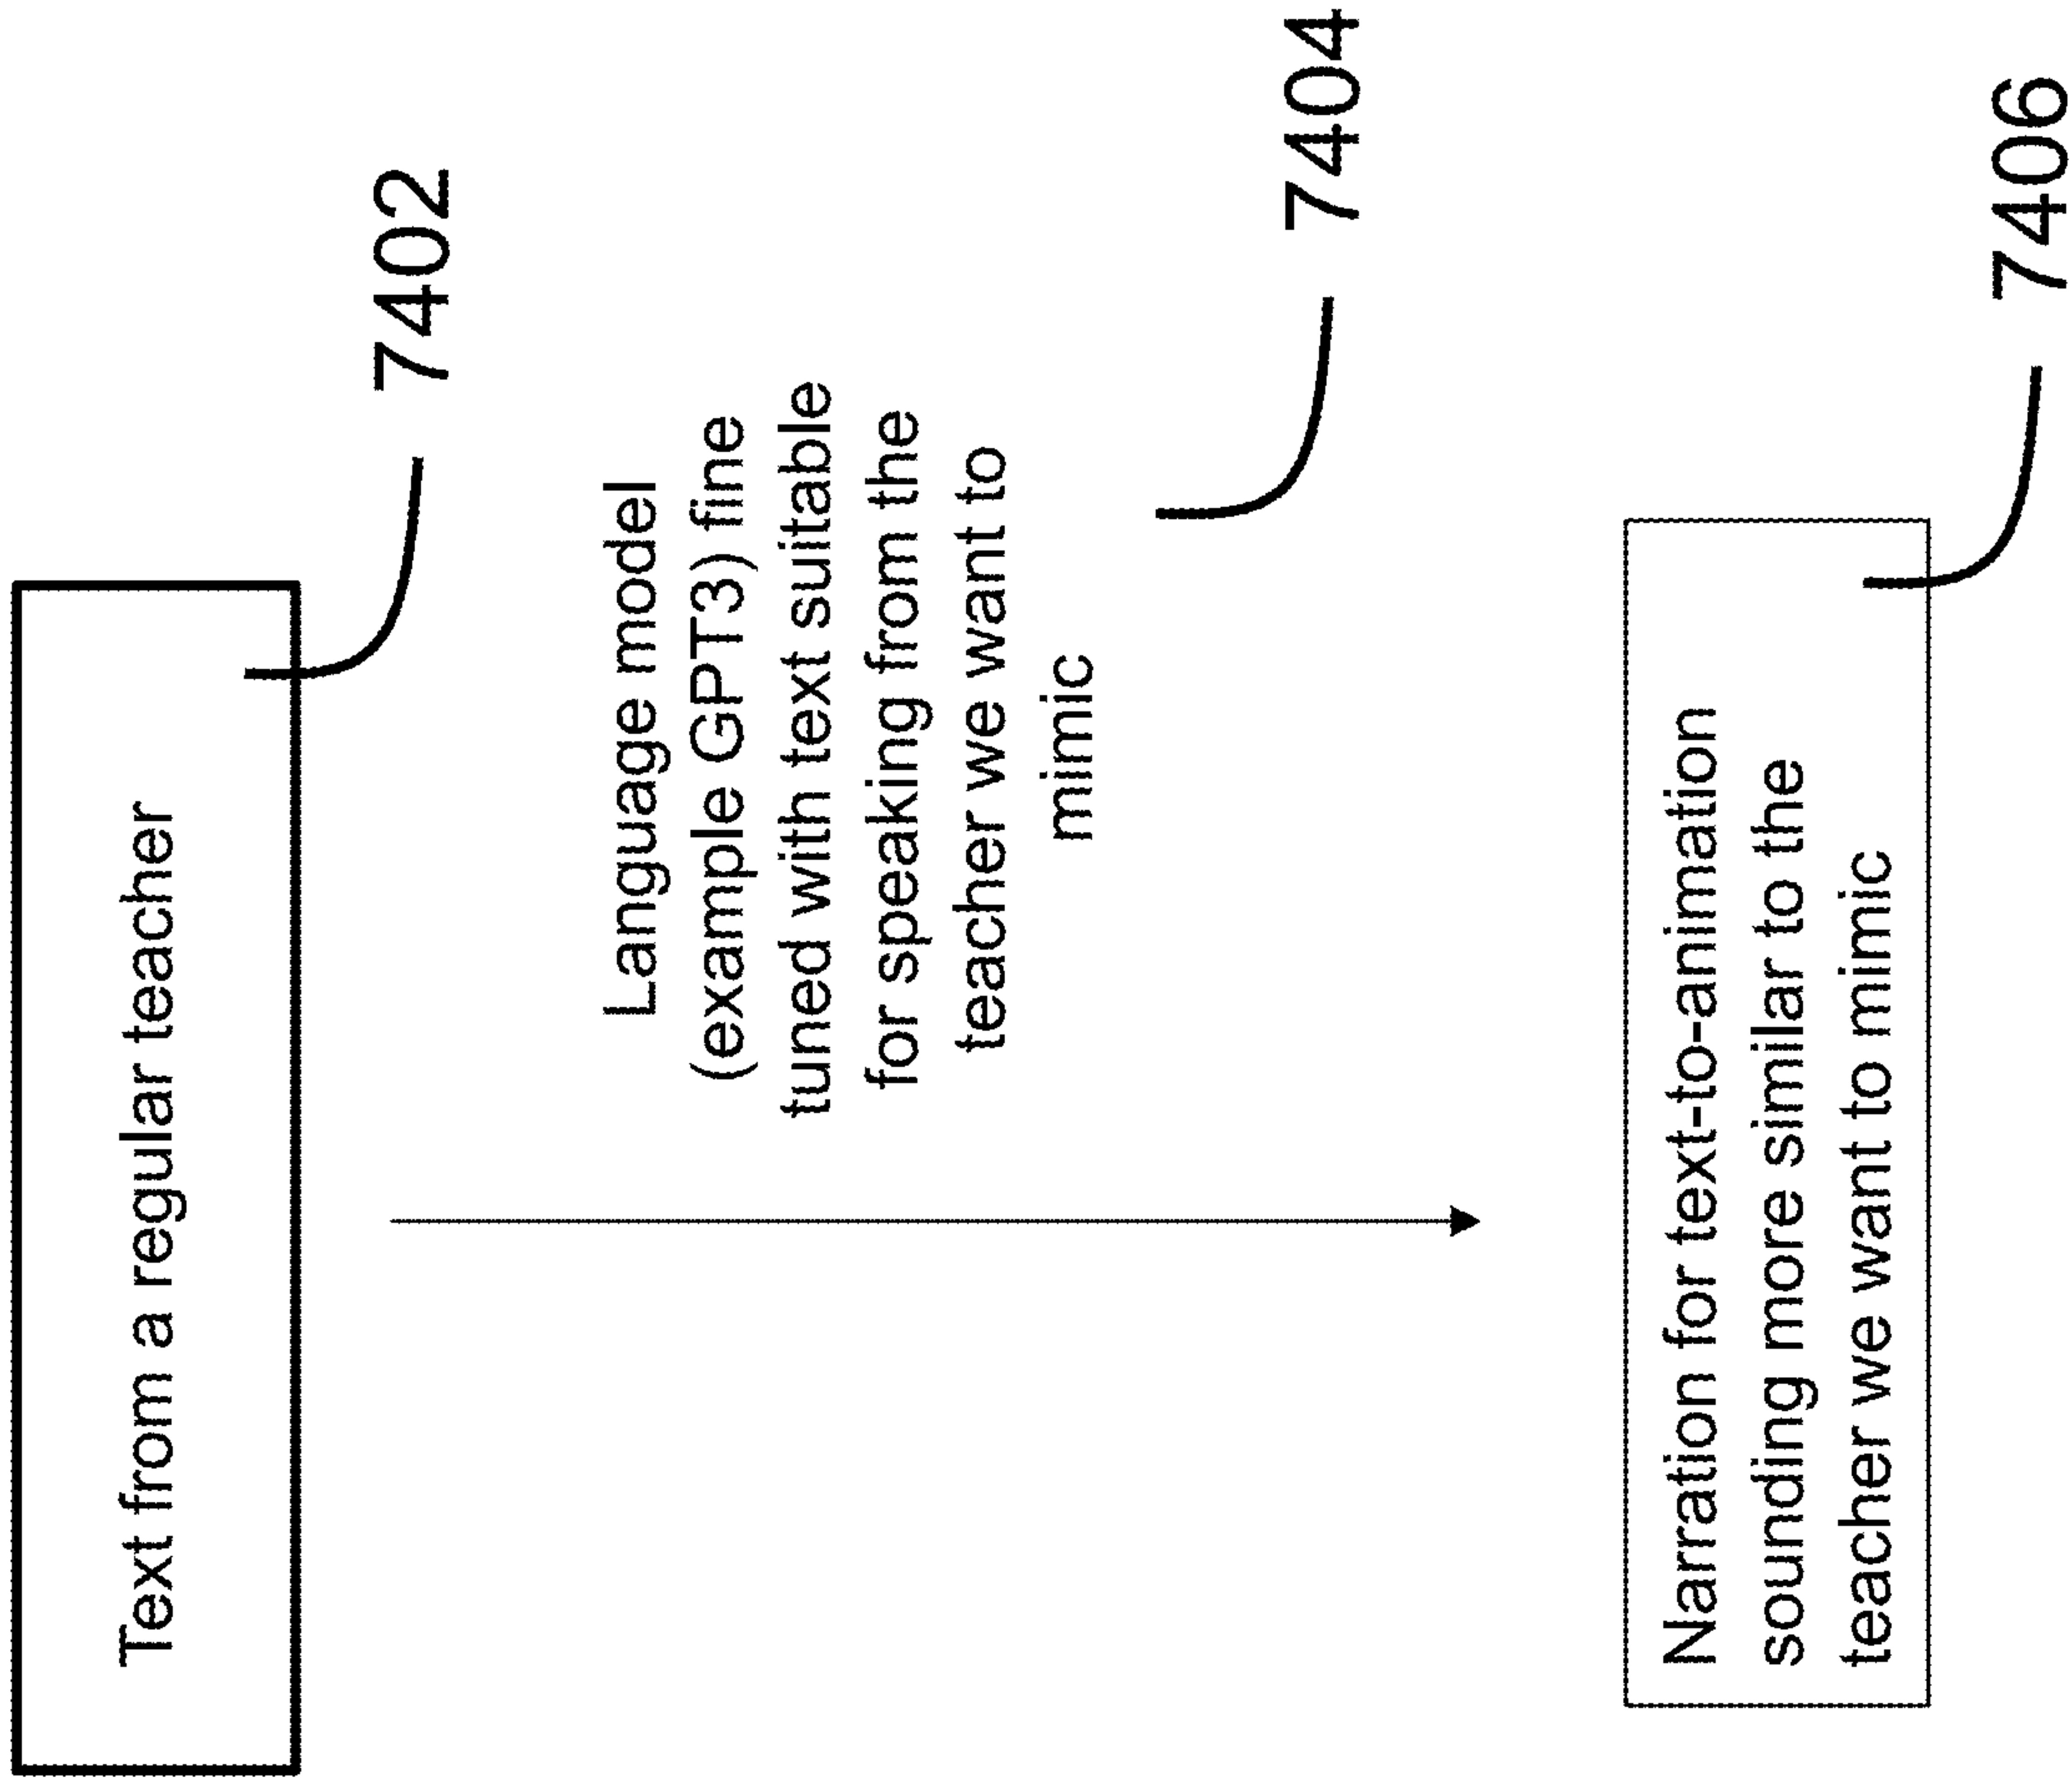 Text from a regular teacher
7402
Language model
(example GPT3) fine
tuned with text suitable
for speaking from the
teacher we want to
mimic
7404
Narration for text-to-animation
sounding more similar to the
teacher we want to mimic
7406